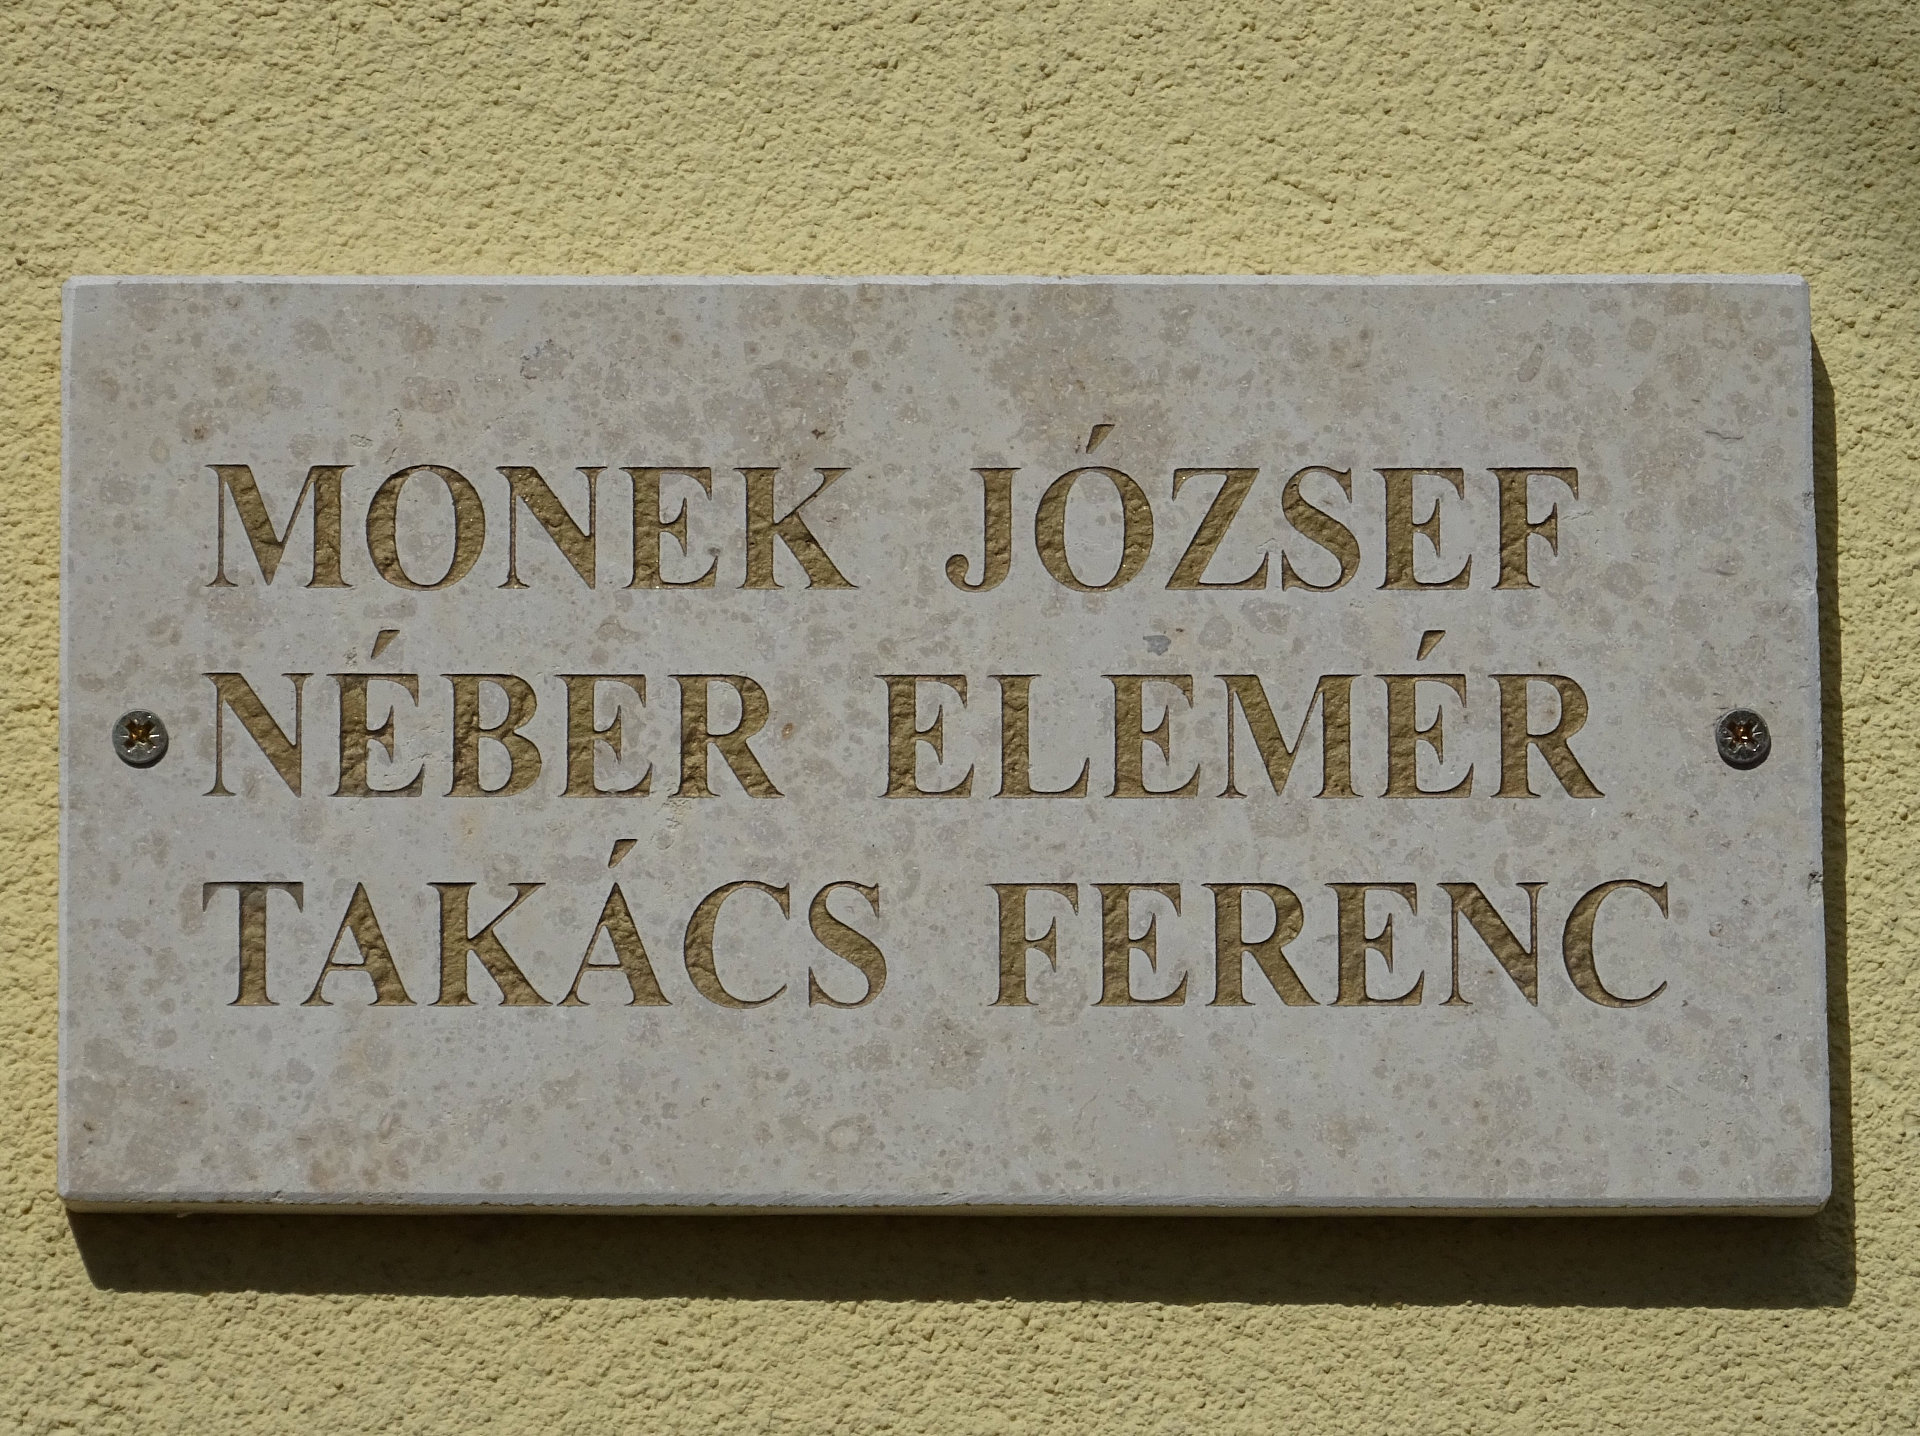 MONEK JÓZSEF
NÉBER ELEMÉR
TAKÁCS FERENC